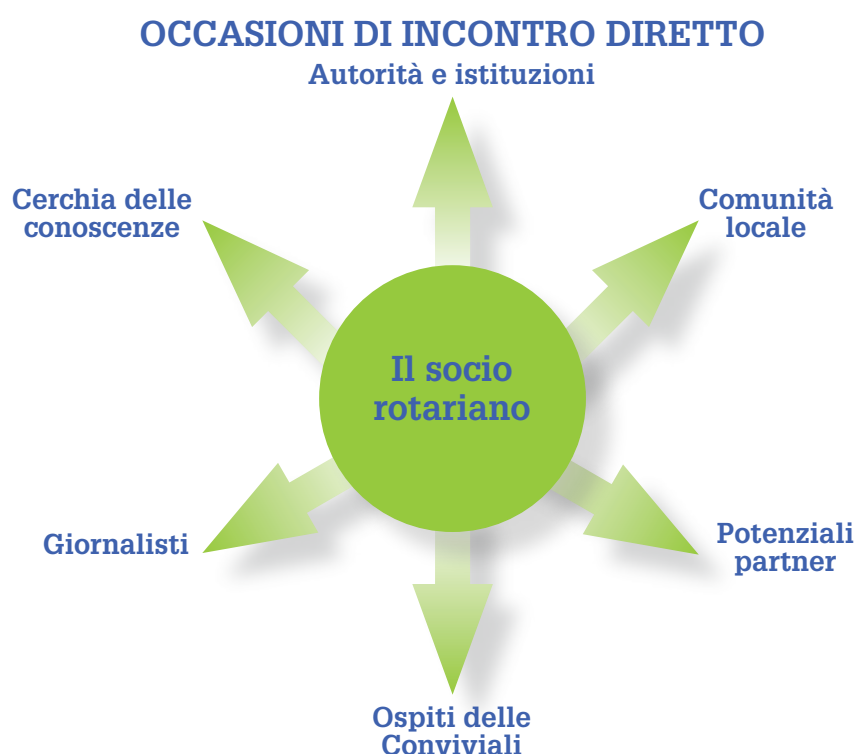 OCCASIONI DI INCONTRO DIRETTO
Autorità e istituzioni
Cerchia delle
conoscenze
Comunità
locale
Il socio
rotariano
Giornalisti
Potenziali
partner
Ospiti delle
Conviviali